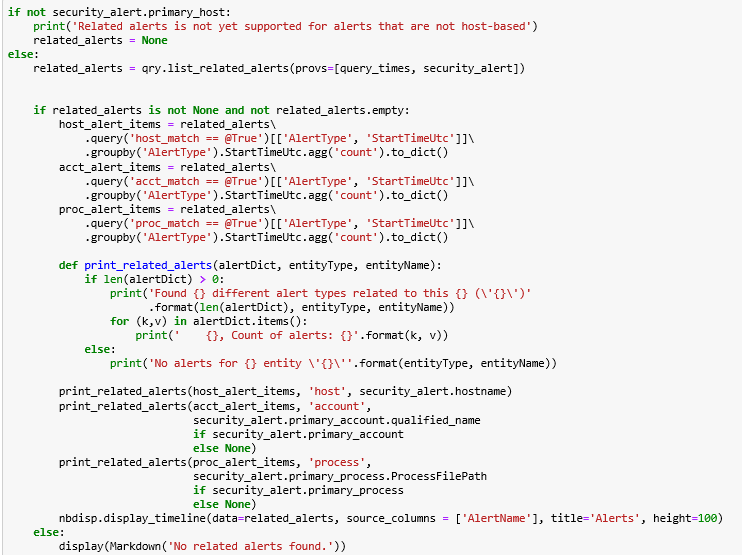 if not security_alert.primary_host:
    print('Related alerts is not yet supported for alerts that are not host-based')
    related_alerts = None
else:
    related_alerts = qry.list_related_alerts(provs=[query_times, security_alert])


    if related_alerts is not None and not related_alerts.empty:
        host_alert_items = related_alerts\
            .query('host_match == @True')[['AlertType', 'StartTimeUtc']]\
            .groupby('AlertType').StartTimeUtc.agg('count').to_dict()
        acct_alert_items = related_alerts\
            .query('acct_match == @True')[['AlertType', 'StartTimeUtc']]\
            .groupby('AlertType').StartTimeUtc.agg('count').to_dict()
        proc_alert_items = related_alerts\
            .query('proc_match == @True')[['AlertType', 'StartTimeUtc']]\
            .groupby('AlertType').StartTimeUtc.agg('count').to_dict()

        def print_related_alerts(alertDict, entityType, entityName):
            if len(alertDict) > 0:
                print('Found {} different alert types related to this {} (\'{}\')'
                      .format(len(alertDict), entityType, entityName))
                for (k,v) in alertDict.items():
                    print('    {}, Count of alerts: {}'.format(k, v))
            else:
                print('No alerts for {} entity \'{}\''.format(entityType, entityName))

        print_related_alerts(host_alert_items, 'host', security_alert.hostname)
        print_related_alerts(acct_alert_items, 'account',
                             security_alert.primary_account.qualified_name
                             if security_alert.primary_account
                             else None)
        print_related_alerts(proc_alert_items, 'process',
                             security_alert.primary_process.ProcessFilePath
                             if security_alert.primary_process
                             else None)
        nbdisp.display_timeline(data=related_alerts, source_columns = ['AlertName'], title='Alerts', height=100)
    else:
        display(Markdown('No related alerts found.'))